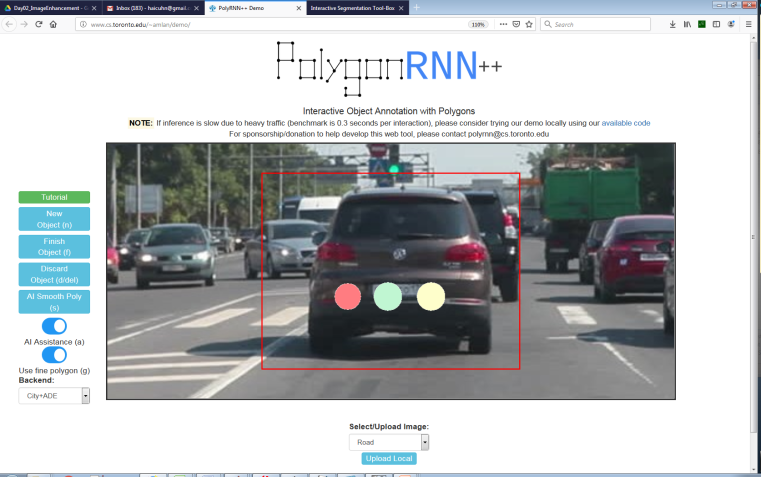 Day02_ImageEnhancement - G
Inbox (383) - haicuhn@gmail.c
PolyRNN++ Demo
Interactive Segmentation Tool-Box
www.cs.toronto.edu/~amlan/demo/
110%
Search
PolygonRNN++
Interactive Object Annotation with Polygons
NOTE: If inference is slow due to heavy traffic (benchmark is 0.3 seconds per interaction), please consider trying our demo locally using our available code
For sponsorship/donation to help develop this web tool, please contact polyrnn@cs.toronto.edu
Tutorial
New
Object (n)
Finish
Object (f)
Discard
Object (d/del)
AI Smooth Poly
(s)
AI Assistance (a)
Use fine polygon (g)
Backend:
City+ADE
Select/Upload Image:
Road
Upload Local